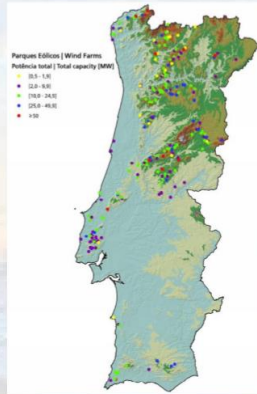 Parques Eólicos | Wind Farms
Potência total | Total capacity [MW]
[0,5 - 1,9]
[2,0 - 9,9]
[10,0 - 24,9]
[25,0 - 49,9]
>50